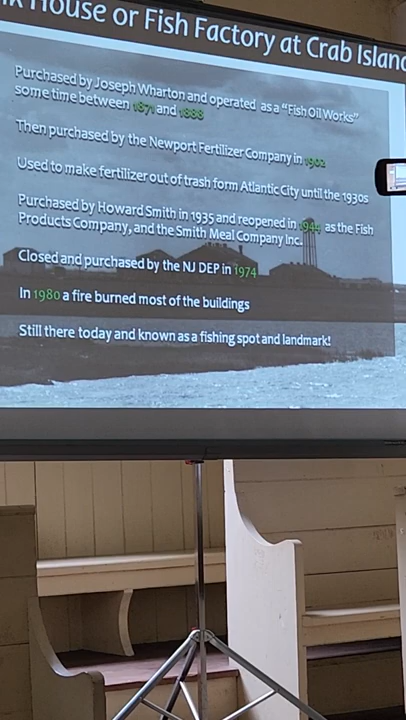 House or Fish Factory at Crab Island
Purchased by Joseph Wharton and operated as a "Fish Oil Works"
some time between 1871 and 1888
Then purchased by the Newport Fertilizer Company in 1902
Used to make fertilizer out of trash form Atlantic City until the 1930s
Purchased by Howard Smith in 1935 and reopened in 1944 as the Fish
Products Company, and the Smith Meal Company Inc.
Closed and purchased by the NJ DEP in 1974
In 1980 a fire burned most of the buildings
Still there today and known as a fishing spot and landmark!